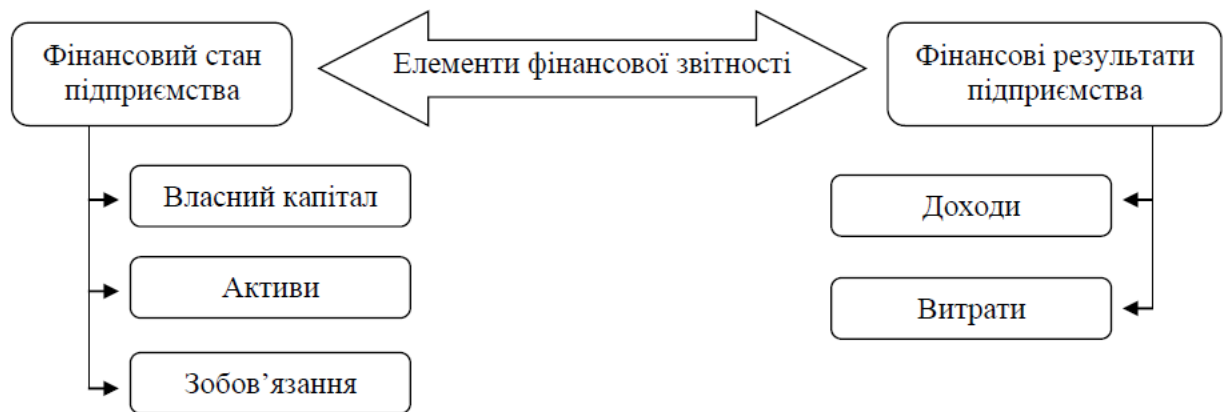 Фінансовий стан
підприємства
Елементи фінансової звітності
Фінансові результати
підприємства
Власний капітал
Активи
Зобов’язання
Доходи
Витрати